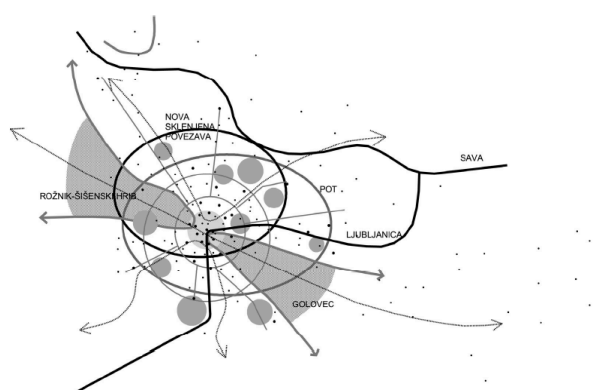 NOVA
SKLENJENA
POVEZAVA
SAVA
POT
ROŽNIK-ŠIŠENSKI HRIB
LJUBLJANICA
GOLOVEC